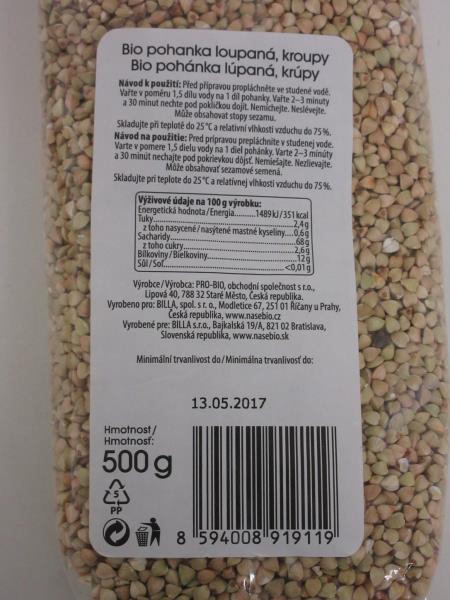 Bio pohanka loupaná, kroupy
Bio pohánka lúpaná, krúpy
Návod k použití: Před přípravou propláchněte ve studené vodě.
Vařte v poměru 1,5 dílu vody na 1 díl pohanky. Vařte 2–3 minuty
a 30 minut nechte pod pokličkou dojít. Nemíchejte. Neslévejte.
Může obsahovat stopy sezamu.
Skladujte při teplotě do 25°C a relativní vlhkosti vzduchu do 75%.
Návod na použitie: Pred prípravou prepláchnite v studenej vode.
Varte v pomere 1,5 dielu vody na 1 diel pohánky. Varte 2–3 minúty
a 30 minút nechajte pod pokrievkou dôjsť. Nemiešajte. Nezlievajte.
Môže obsahovať sezamové semená.
Skladujte pri teplote do 25°C a relatívnej vlhkosti vzduchu do 75%.
Výživové údaje na 100 g výrobku:
Energetická hodnota/Energia..........1489 kJ/351 kcal
Tuky..........2,4 g
z toho nasycené/nasýtené mastné kyseliny....0,6 g
Sacharidy..........68 g
z toho cukry..........2,6 g
Bílkoviny/Bielkoviny..........12 g
Sůl/Soľ..........<0,01 g
Výrobce/Výrobca: PRO-BIO, obchodní společnost s r.o.,
Lipová 40, 788 32 Staré Město, Česká republika.
Vyrobeno pro: BILLA, spol. s r. o., Modletice 67, 251 01 Říčany u Prahy,
Česká republika, www.nasebio.cz
Vyrobené pre: BILLA s.r.o., Bajkalská 19/A, 821 02 Bratislava,
Slovenská republika, www.nasebio.sk
Minimální trvanlivost do/Minimálna trvanlivosť do:
13.05.2017
Hmotnost/
Hmotnosť:
500 g
5
PP
8 594008 919119